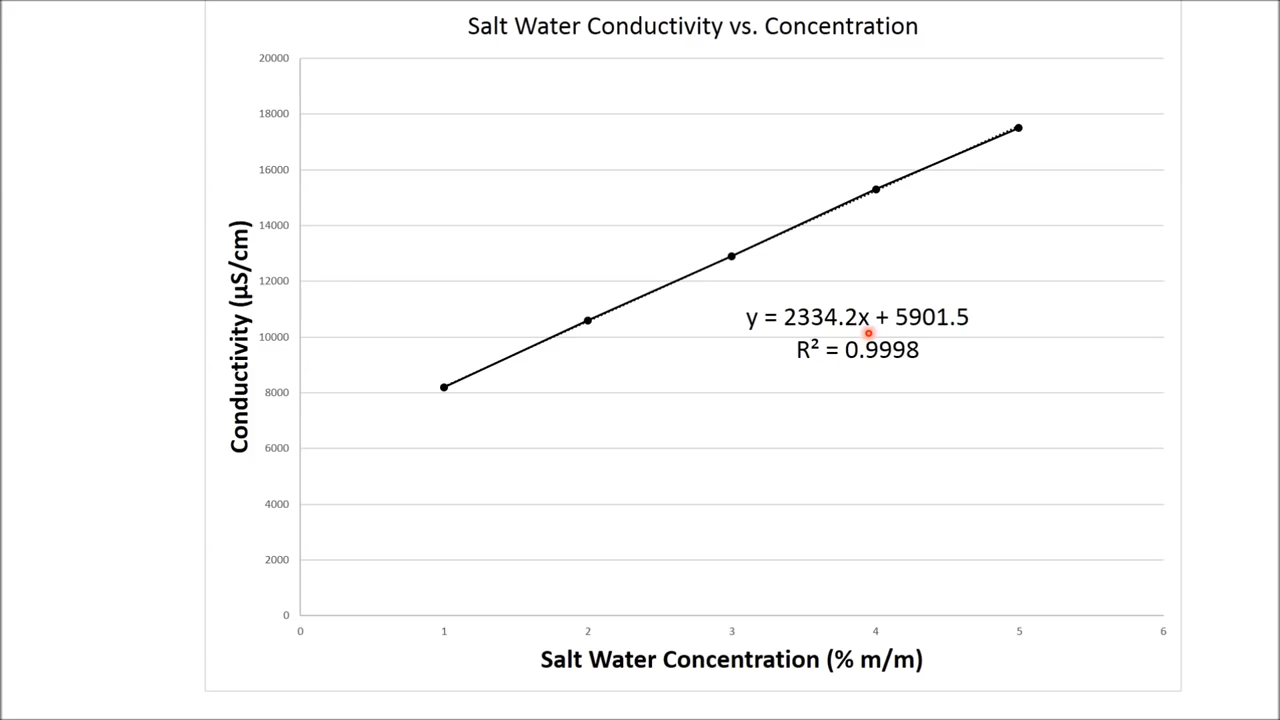 Salt Water Conductivity vs. Concentration
20000
18000
16000
14000
12000
10000
8000
6000
4000
2000
0
Conductivity (µS/cm)
y = 2334.2x + 5901.5
R² = 0.9998
0 1 2 3 4 5 6
Salt Water Concentration (% m/m)